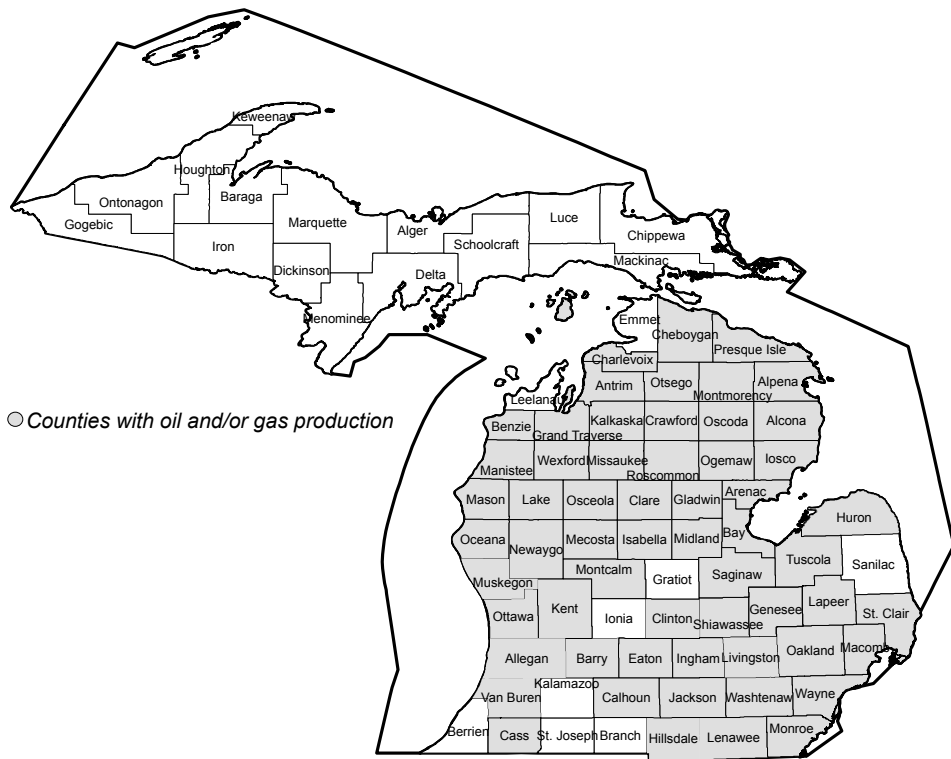 Keweenaw
Houghton
Ontonagon
Baraga
Gogebic
Marquette
Iron
Alger
Luce
Chippewa
Schoolcraft
Mackinac
Dickinson
Delta
Menominee
Emmet
Cheboygan
Presque Isle
Charlevoix
Antrim
Otsego
Montmorency
Alpena
Leelanau
Counties with oil and/or gas production
Benzie
Grand Traverse
Kalkaska
Crawford
Oscoda
Alcona
Manistee
Wexford
Missaukee
Roscommon
Ogemaw
Iosco
Mason
Lake
Osceola
Clare
Gladwin
Arenac
Huron
Oceana
Newaygo
Mecosta
Isabella
Midland
Bay
Tuscola
Sanilac
Muskegon
Montcalm
Gratiot
Saginaw
Ottawa
Kent
Ionia
Clinton
Shiawassee
Genesee
Lapeer
St. Clair
Allegan
Barry
Eaton
Ingham
Livingston
Oakland
Macomb
Van Buren
Kalamazoo
Calhoun
Jackson
Washtenaw
Wayne
Berrien
Cass
St. Joseph
Branch
Hillsdale
Lenawee
Monroe